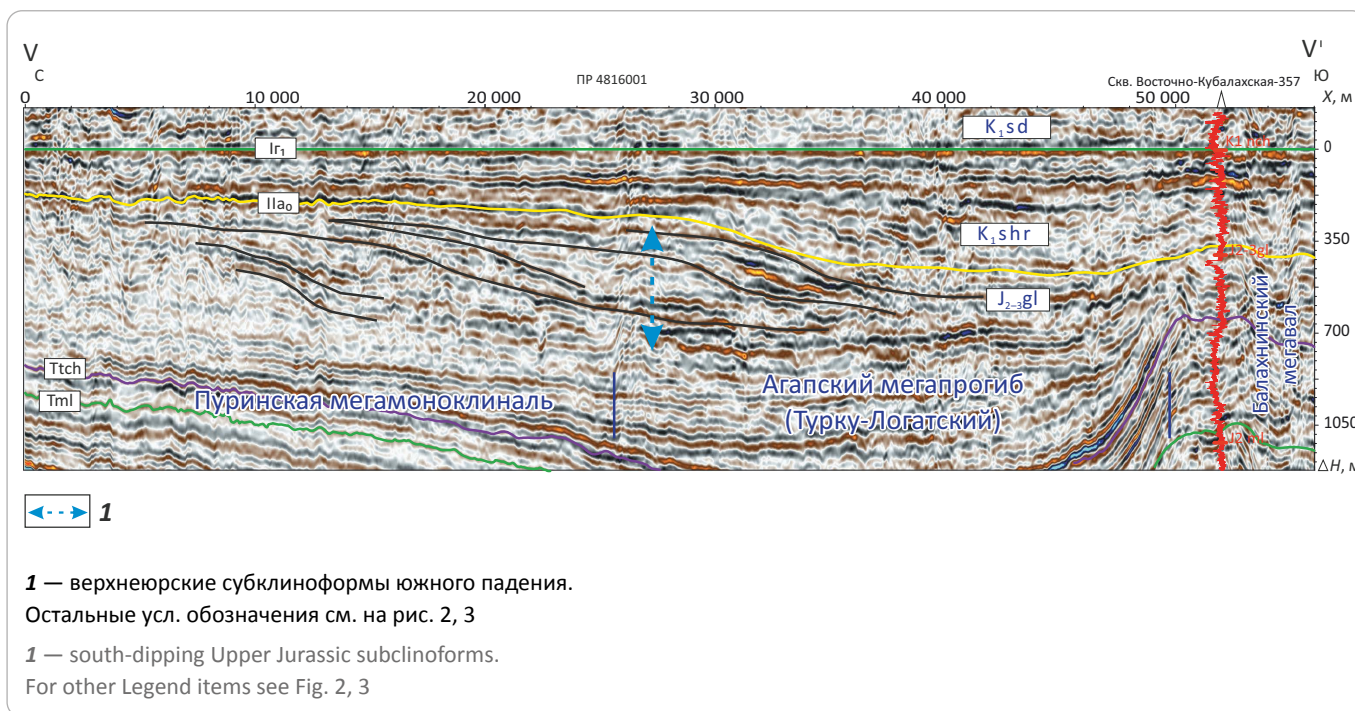 V
V'
С
ПР 4816001
Скв. Восточно-Кубалахская-357
Ю
0
10 000
20 000
30 000
40 000
50 000
X, м
K₁sd
Iг₁
0
IIa₀
K₁shr
350
J₂₋₃gl
700
Ttch
Tml
Пуринская мегамоноклиналь
Агапский мегапрогиб
(Турку-Логатский)
Балахнинский
мегавал
1050
△H, м
1
1 — верхнеюрские субклиноформы южного падения.
Остальные усл. обозначения см. на рис. 2, 3
1 — south-dipping Upper Jurassic subclinoforms.
For other Legend items see Fig. 2, 3